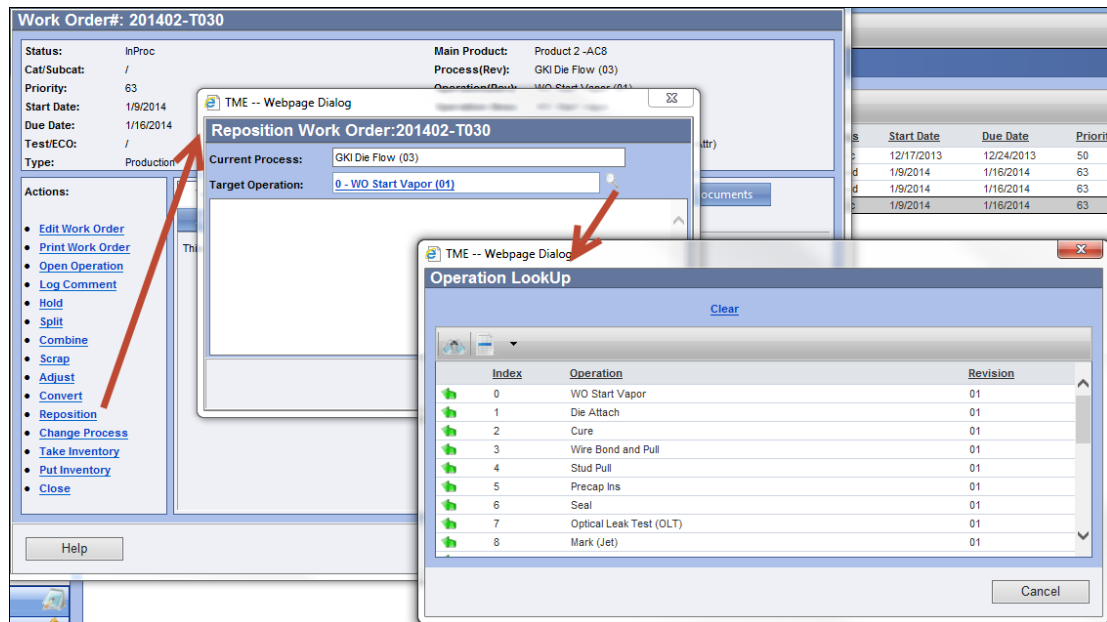 Work Order#: 201402-T030
Status: InProc Main Product: Product 2 -AC8
Cat/Subcat: / Process(Rev): GKI Die Flow (03)
Priority: 63
Start Date: 1/9/2014
Due Date: 1/16/2014
Test/ECO: / Attr)
Type: Production
Actions:
Edit Work Order
Print Work Order
Open Operation
Log Comment
Hold
Split
Combine
Scrap
Adjust
Convert
Reposition
Change Process
Take Inventory
Put Inventory
Close
Help
TME -- Webpage Dialog
Reposition Work Order:201402-T030
Current Process: GKI Die Flow (03)
Target Operation: 0 - WO Start Vapor (01)
ocuments
Thi
s Start Date Due Date Priorit
c 12/17/2013 12/24/2013 50
d 1/9/2014 1/16/2014 63
d 1/9/2014 1/16/2014 63
c 1/9/2014 1/16/2014 63
TME -- Webpage Dialog
Operation LookUp
Clear
Index Operation Revision
0 WO Start Vapor 01
1 Die Attach 01
2 Cure 01
3 Wire Bond and Pull 01
4 Stud Pull 01
5 Precap Ins 01
6 Seal 01
7 Optical Leak Test (OLT) 01
8 Mark (Jet) 01
Cancel